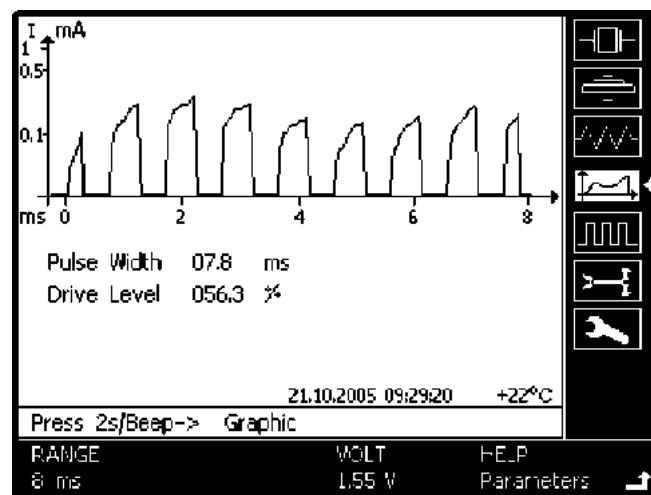 I mA
1
0.5
0.1
ms 0 2 4 6 8
Pulse Width 07.8 ms
Drive Level 056.3 %
21.10.2005 09:29:20 +22°C
Press 2s/Beep-> Graphic
RANGE VOLT HELP
8 ms 1.55 V Parameters